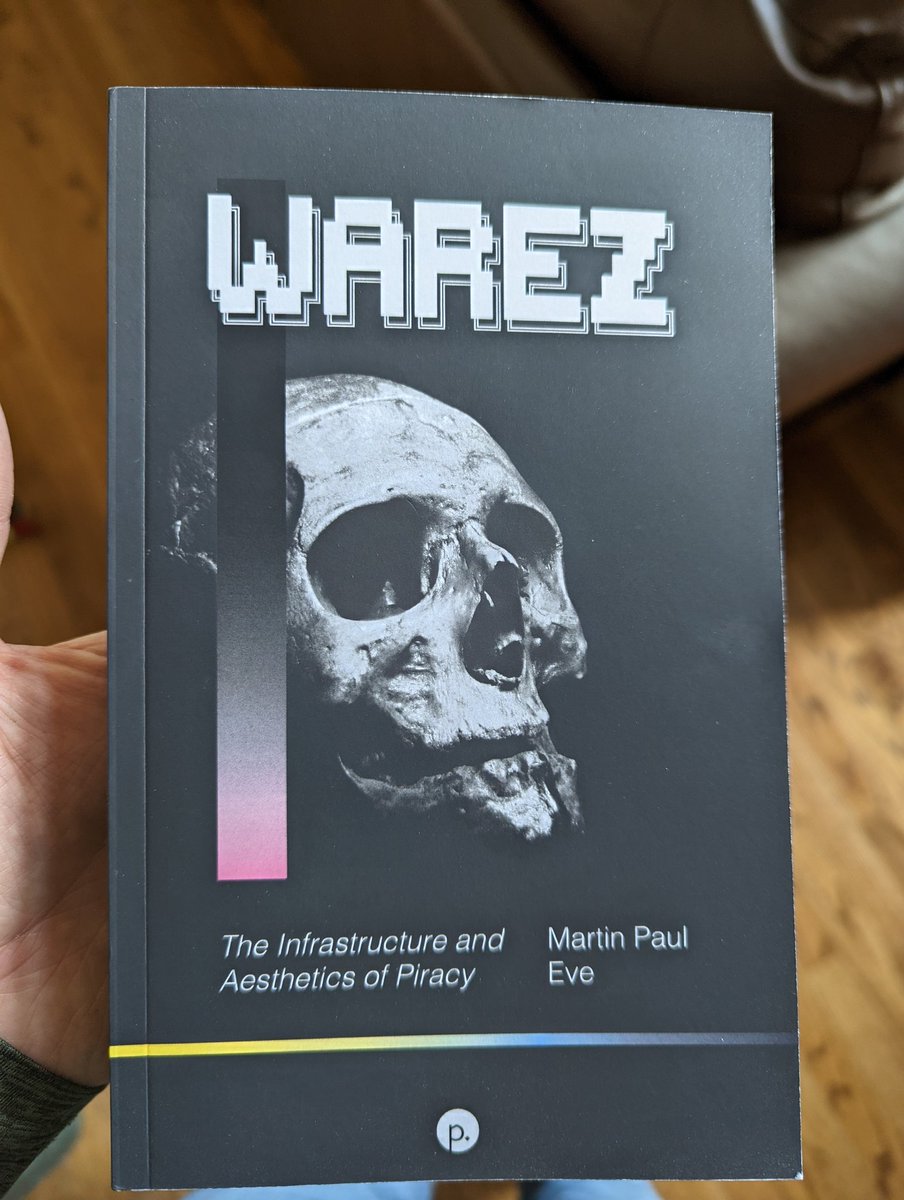 WAREZ
The Infrastructure and
Aesthetics of Piracy
Martin Paul
Eve
p.